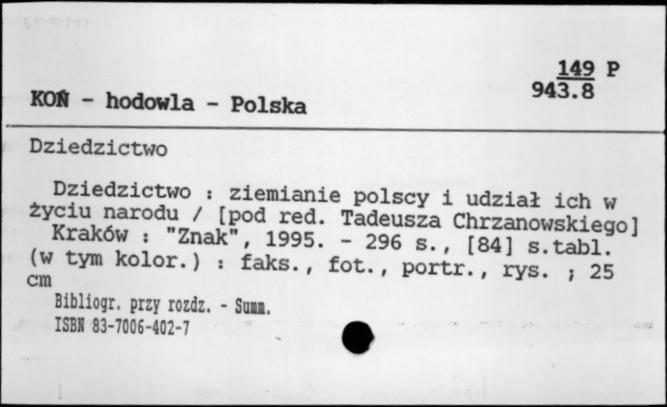 149 P
943.8
KOŃ - hodowla - Polska
Dziedzictwo
Dziedzictwo : ziemianie polscy i udział ich w
życiu narodu / [pod red. Tadeusza Chrzanowskiego]
Kraków : "Znak", 1995. - 296 s., [84] s.tabl.
(w tym kolor.) : faks., fot., portr., rys. ; 25
cm
Bibliogr. przy rozdz. - Summ.
ISBN 83-7006-402-7